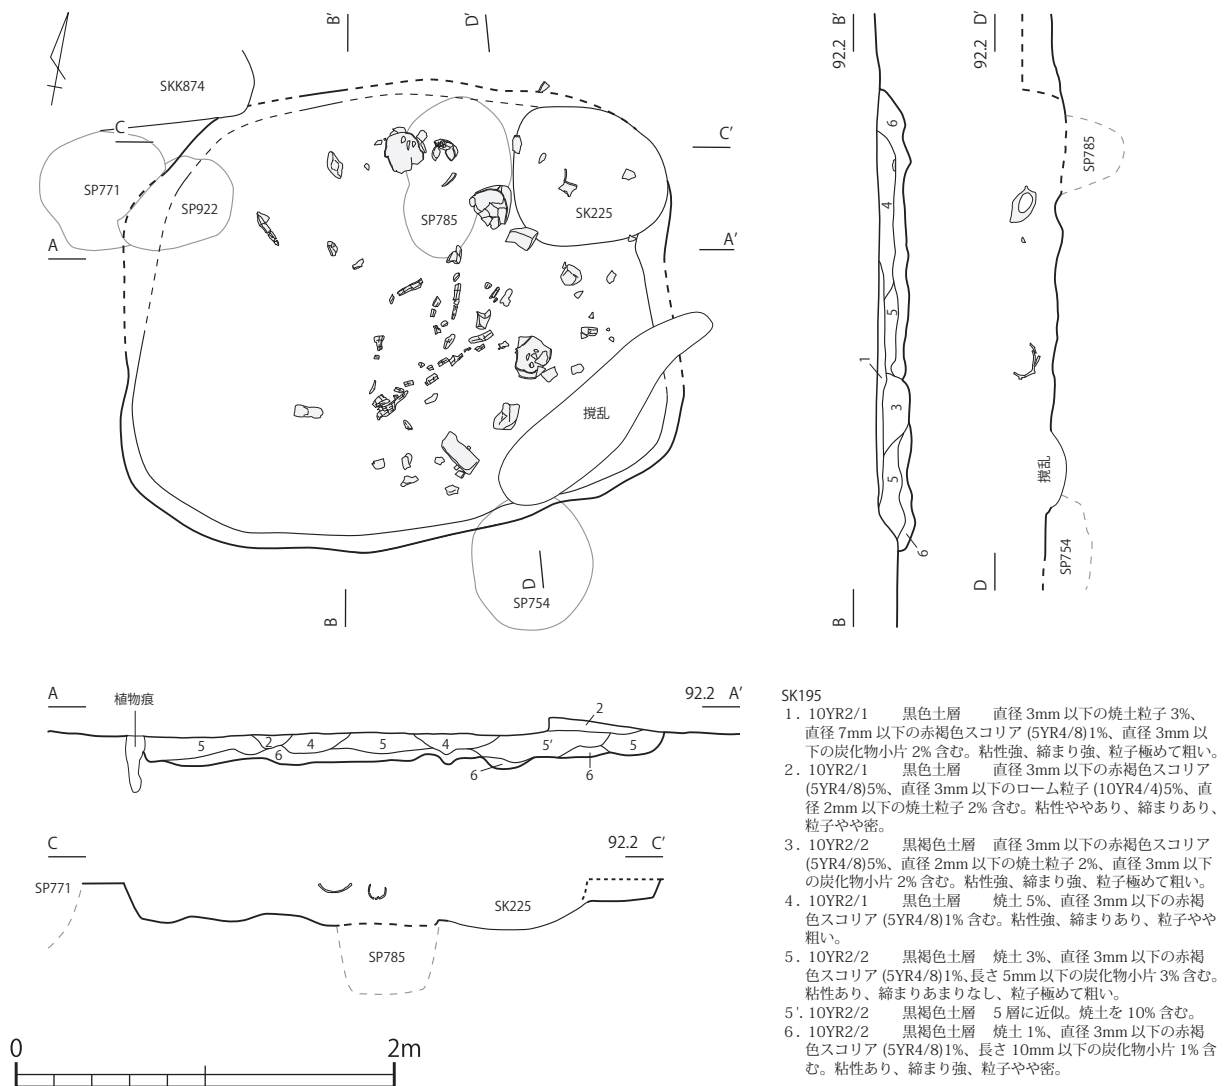 B′
D′
SKK874
C
C′
SP771
SP922
SP785
SK225
A
A′
撹乱
D
SP754
B
B′
92.2
D′
92.2
6
4
5
1
3
5
6
B
SP785
撹乱
SP754
D
A
植物痕
92.2 A′
2
5
2
6
4
5
4
5′
5
6
6
C
92.2 C′
SP771
SP785
SK225
0
2m
SK195
1. 10YR2/1 黒色土層 直径 3mm 以下の焼土粒子 3%、
直径 7mm 以下の赤褐色スコリア (5YR4/8)1%、直径 3mm 以
下の炭化物小片 2% 含む。粘性強、締まり強、粒子極めて粗い。
2. 10YR2/1 黒色土層 直径 3mm 以下の赤褐色スコリア
(5YR4/8)5%、直径 3mm 以下のローム粒子 (10YR4/4)5%、直
径 2mm 以下の焼土粒子 2% 含む。粘性ややあり、締まりあり、
粒子やや密。
3. 10YR2/2 黒褐色土層 直径 3mm 以下の赤褐色スコリア
(5YR4/8)5%、直径 2mm 以下の焼土粒子 2%、直径 3mm 以下
の炭化物小片 2% 含む。粘性強、締まり強、粒子極めて粗い。
4. 10YR2/1 黒色土層 焼土 5%、直径 3mm 以下の赤褐
色スコリア (5YR4/8)1% 含む。粘性強、締まりあり、粒子やや
粗い。
5. 10YR2/2 黒褐色土層 焼土 3%、直径 3mm 以下の赤褐
色スコリア (5YR4/8)1%、長さ 5mm 以下の炭化物小片 3% 含む。
粘性あり、締まりあまりなし、粒子極めて粗い。
5′. 10YR2/2 黒褐色土層 5 層に近似。焼土を 10% 含む。
6. 10YR2/2 黒褐色土層 焼土 1%、直径 3mm 以下の赤褐
色スコリア (5YR4/8)1%、長さ 10mm 以下の炭化物小片 1% 含
む。粘性あり、締まり強、粒子やや密。